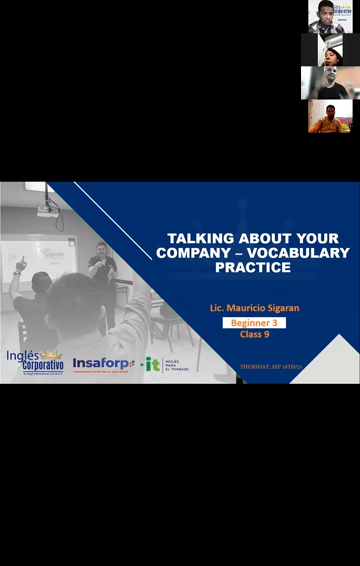 TALKING ABOUT YOUR
COMPANY – VOCABULARY
PRACTICE
Lic. Mauricio Sigaran
Beginner 3
Class 9
Inglés
Corporativo
Insaforp
it
INGLÉS
PARA
EL TRABAJO
THURSDAY, SEP 16TH/21